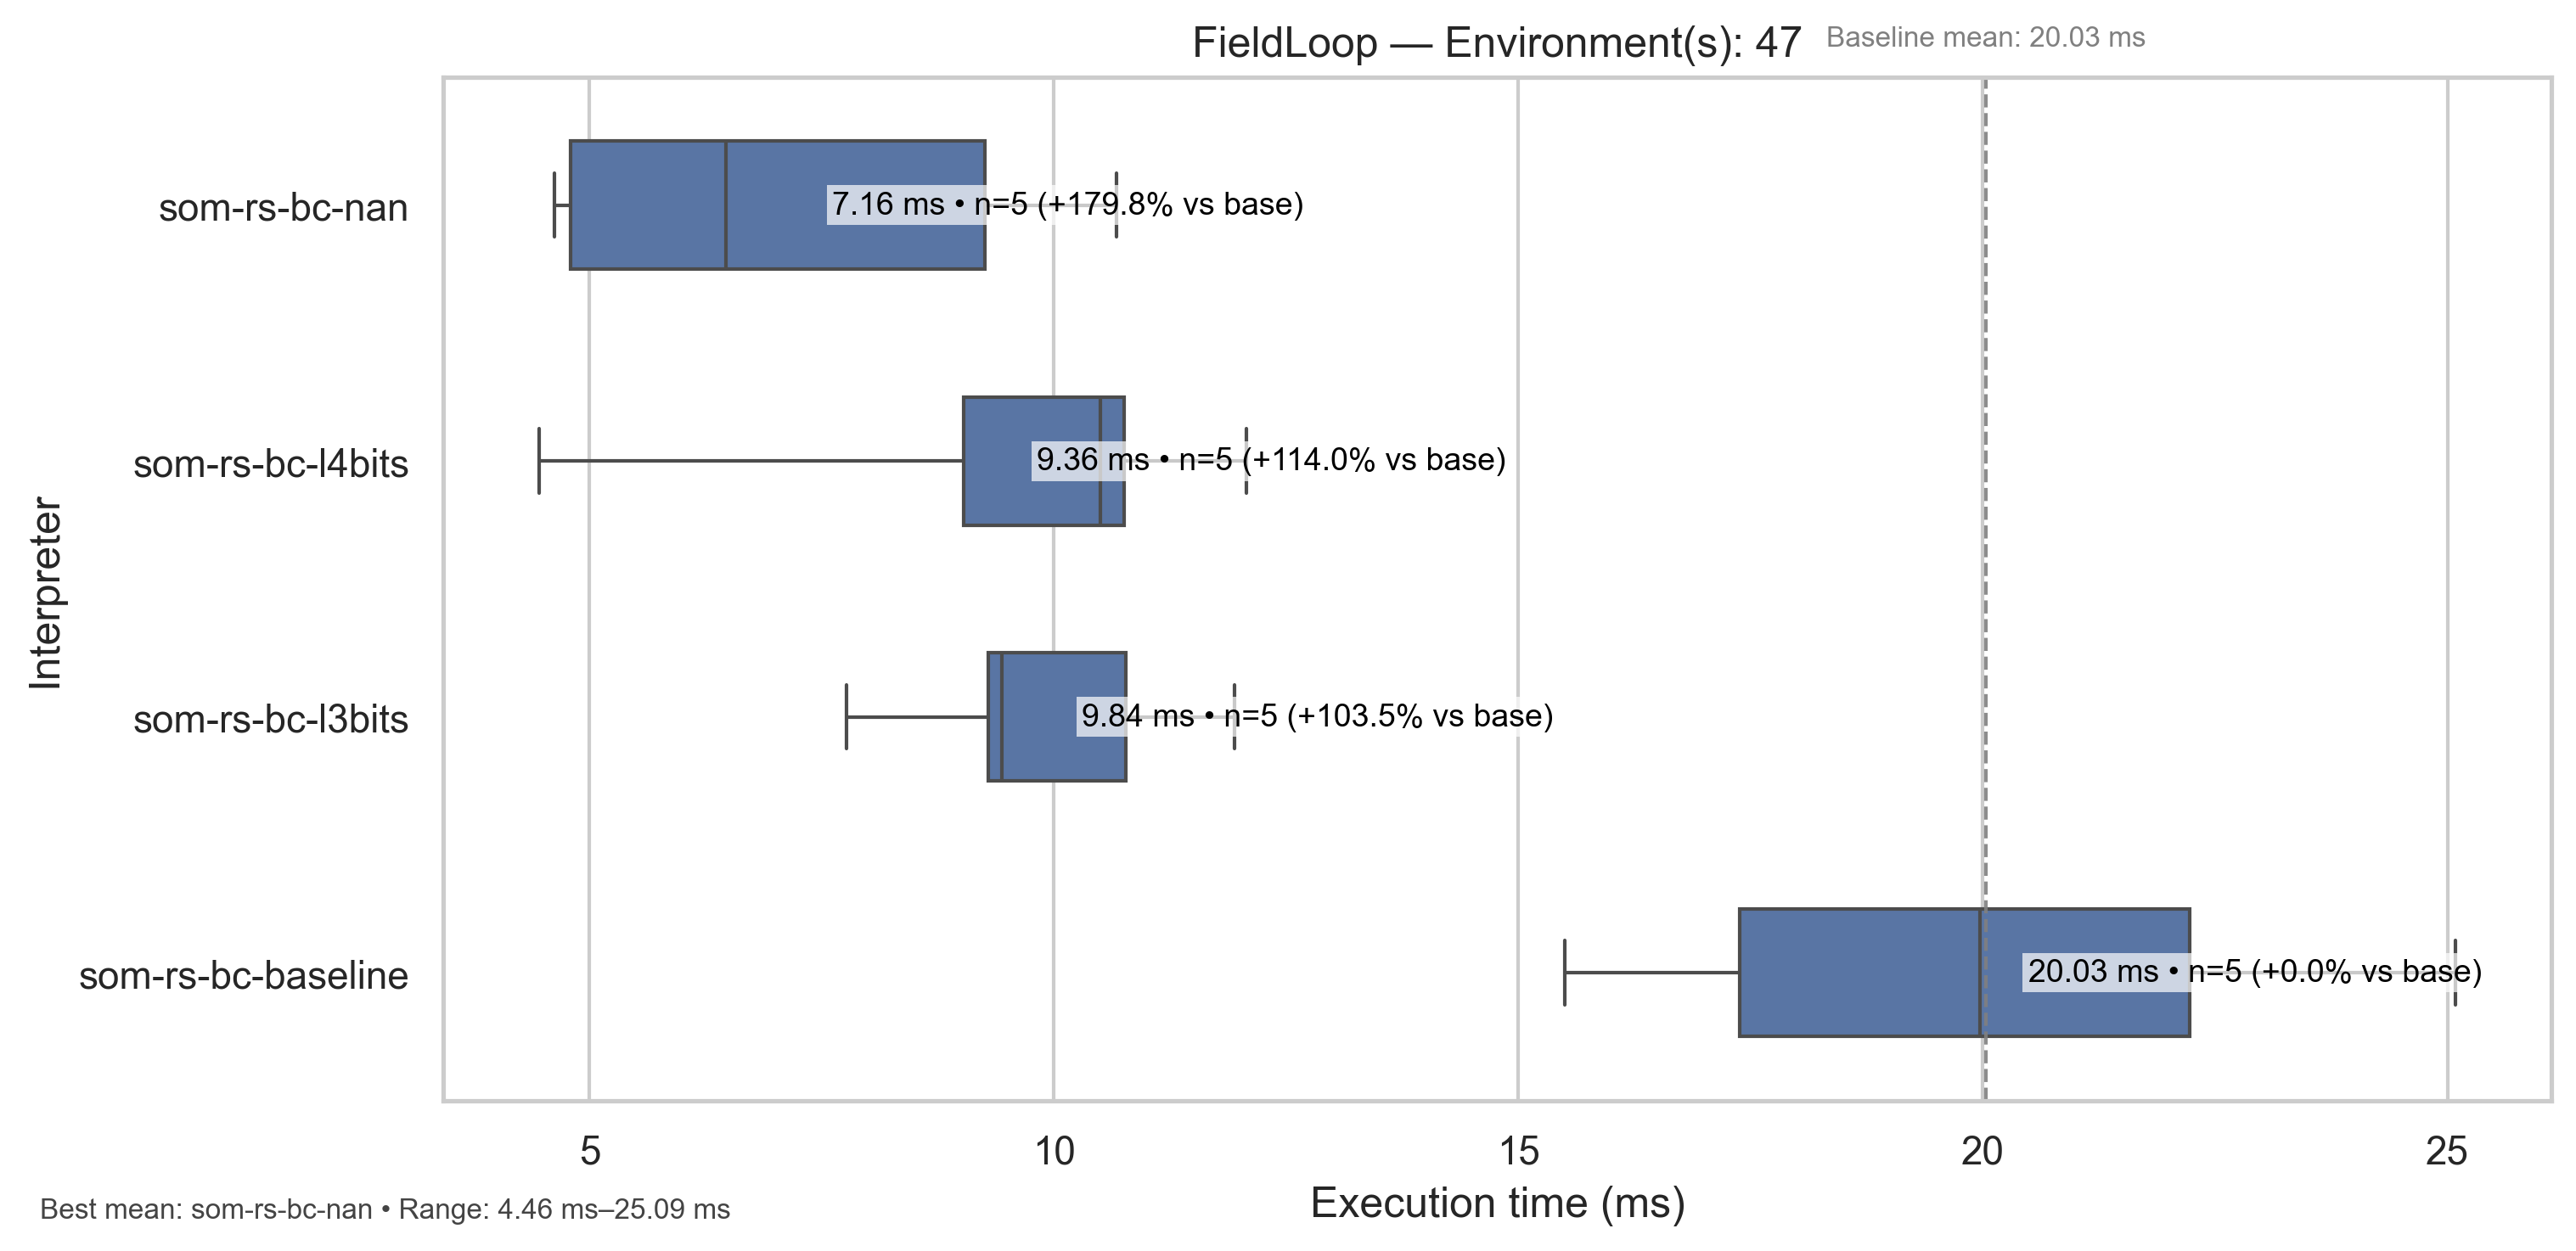 FieldLoop — Environment(s): 47
Baseline mean: 20.03 ms
som-rs-bc-nan
7.16 ms • n=5 (+179.8% vs base)
som-rs-bc-l4bits
9.36 ms • n=5 (+114.0% vs base)
Interpreter
som-rs-bc-l3bits
9.84 ms • n=5 (+103.5% vs base)
som-rs-bc-baseline
20.03 ms • n=5 (+0.0% vs base)
5 10 15 20 25
Execution time (ms)
Best mean: som-rs-bc-nan • Range: 4.46 ms–25.09 ms